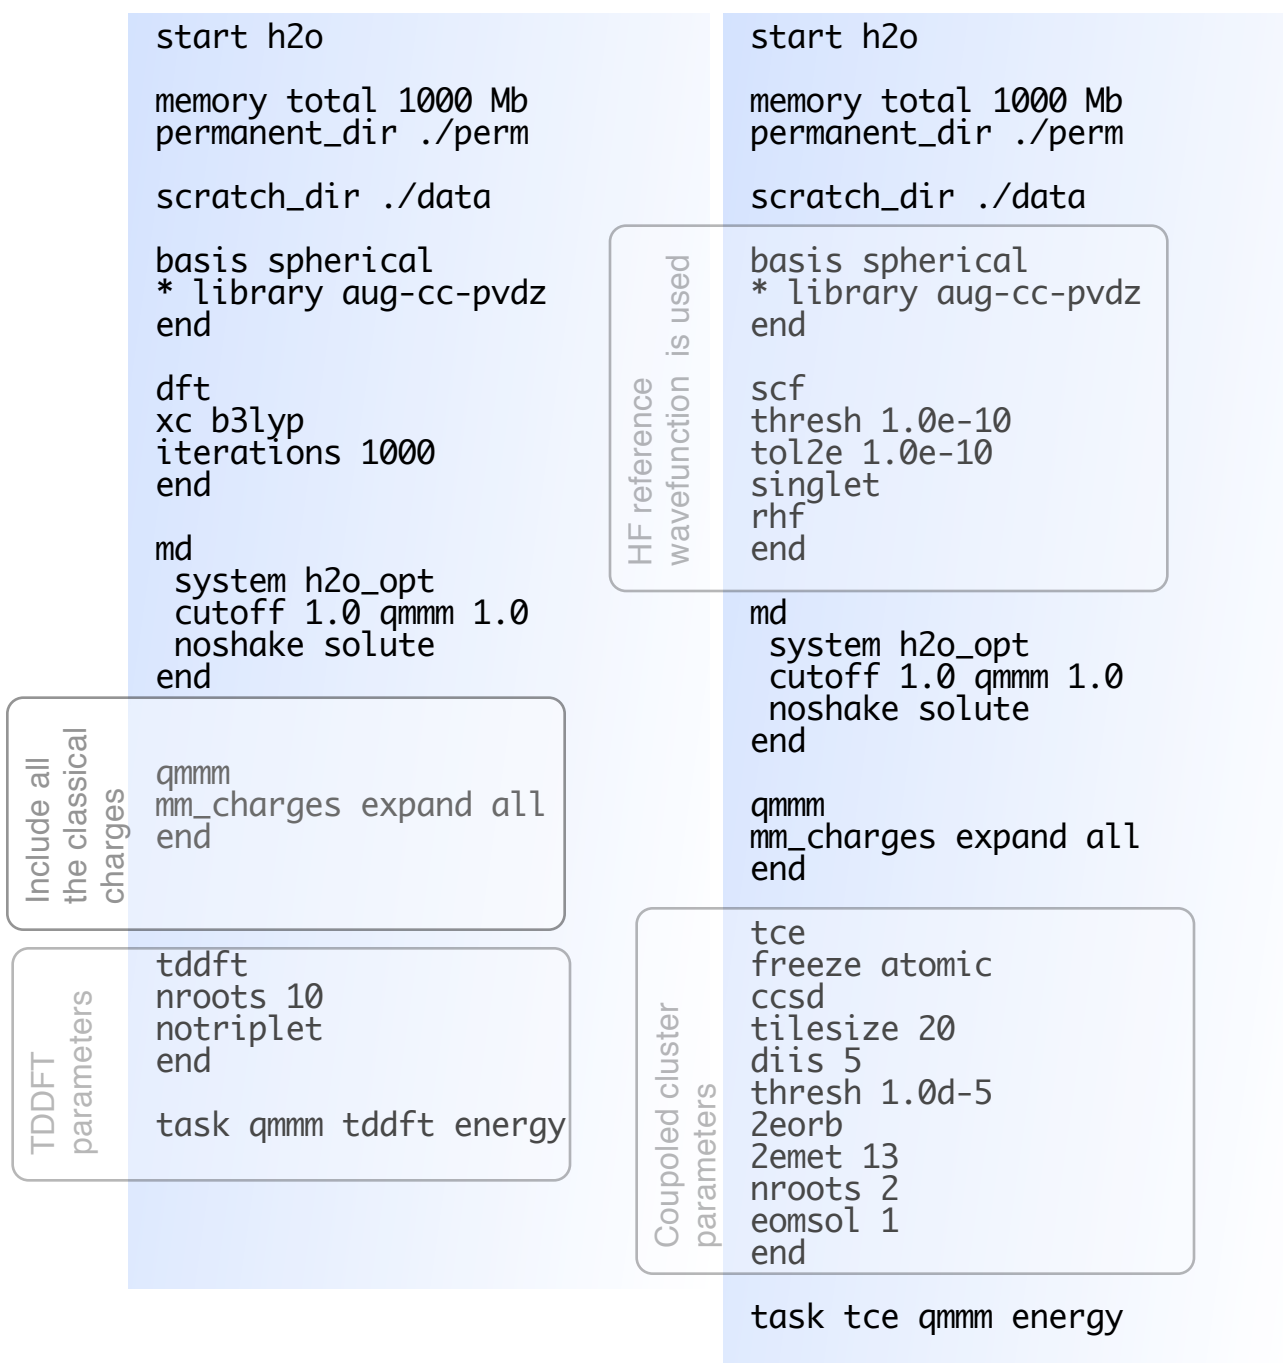 start h2o
memory total 1000 Mb
permanent_dir ./perm
scratch_dir ./data
basis spherical
* library aug-cc-pvdz
end
dft
xc b3lyp
iterations 1000
end
md
system h2o_opt
cutoff 1.0 qmmm 1.0
noshake solute
end
Include all
the classical
charges
qmmm
mm_charges expand all
end
TDDFT
parameters
tddft
nroots 10
notriplet
end
task qmmm tddft energy
start h2o
memory total 1000 Mb
permanent_dir ./perm
scratch_dir ./data
HF reference
wavefunction is used
basis spherical
* library aug-cc-pvdz
end
scf
thresh 1.0e-10
tol2e 1.0e-10
singlet
rhf
end
md
system h2o_opt
cutoff 1.0 qmmm 1.0
noshake solute
end
qmmm
mm_charges expand all
end
Coupoled cluster
parameters
tce
freeze atomic
ccsd
tilesize 20
diis 5
thresh 1.0d-5
2eorb
2emet 13
nroots 2
eomsol 1
end
task tce qmmm energy